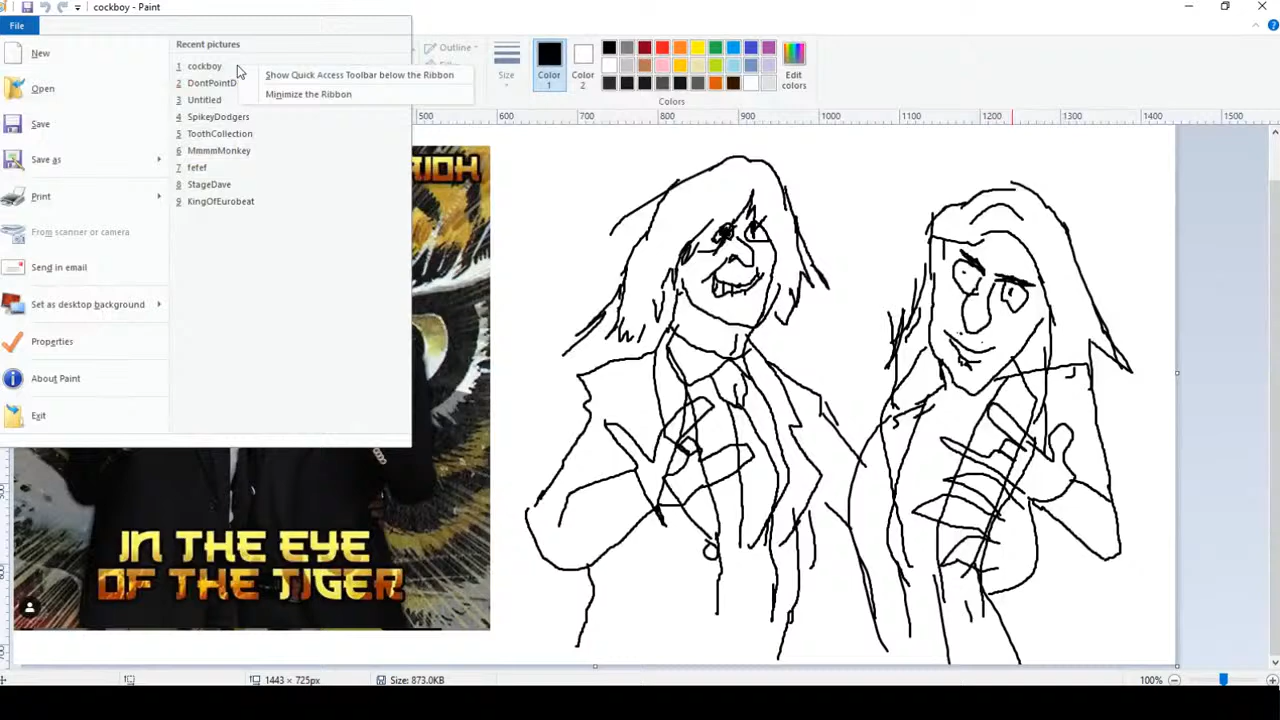 cockboy - Paint
File
Recent pictures
New
1 cockboy
Show Quick Access Toolbar below the Ribbon
2 DontPointD
Minimize the Ribbon
3 Untitled
4 SpikeyDodgers
5 ToothCollection
6 MmmmMonkey
7 fefef
8 StageDave
9 KingOfEurobeat
Open
Save
Save as
Print
From scanner or camera
Send in email
Set as desktop background
Properties
About Paint
Exit
Outline
Fill
Size
Color
1
Color
2
Edit
colors
Colors
500 600 700 800 900 1000 1100 1200 1300 1400 1500
IN THE EYE
OF THE TIGER
500
600
700
1443 × 725px
Size: 873.0KB
100%